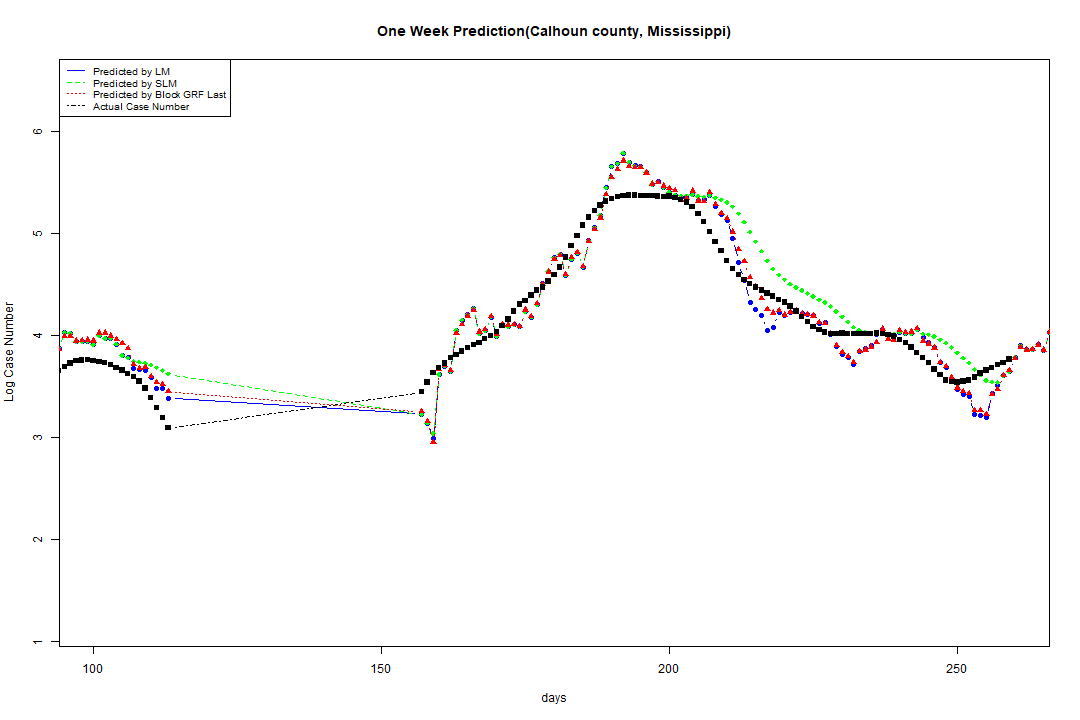 One Week Prediction(Calhoun county, Mississippi)
Predicted by LM
Predicted by SLM
Predicted by Block GRF Last
Actual Case Number
Log Case Number
6
5
4
3
2
1
100 150 200 250
days